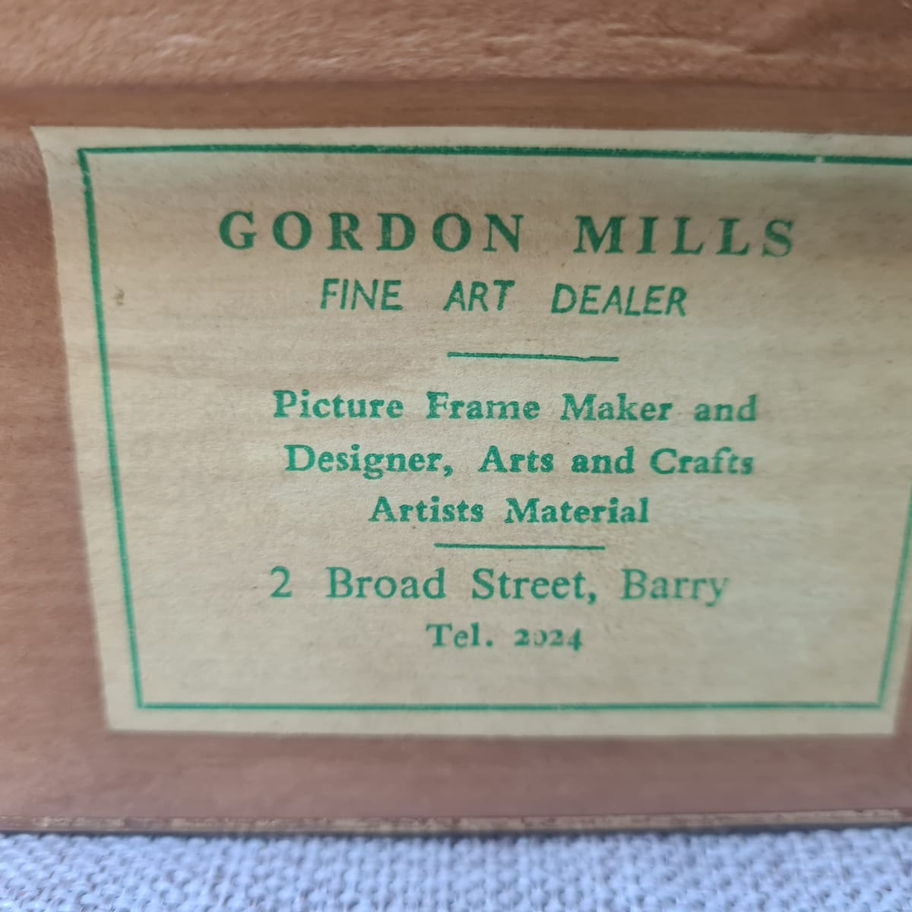 GORDON MILLS
FINE ART DEALER
Picture Frame Maker and
Designer, Arts and Crafts
Artists Material
2 Broad Street, Barry
Tel. 2024